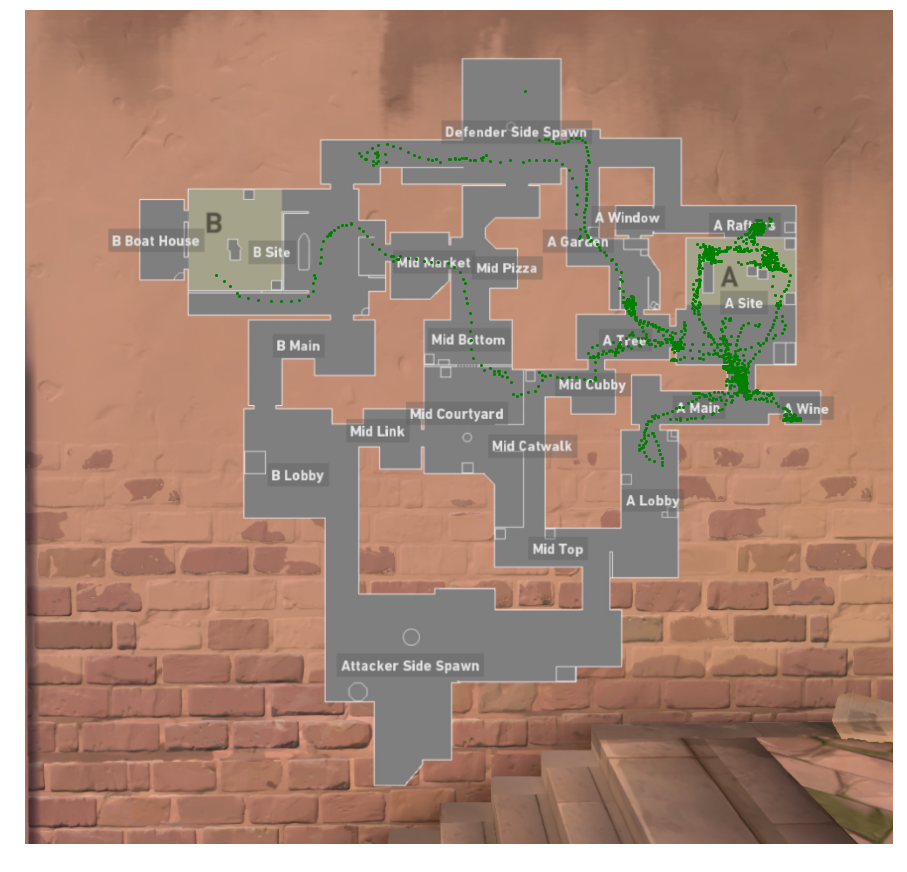 Defender Side Spawn
A Window
A Rafters
B
B Boat House
B Site
A Garden
Mid Market
Mid Pizza
A
A Site
B Main
Mid Bottom
A Tree
Mid Cubby
Mid Courtyard
A Main
A Wine
Mid Link
Mid Catwalk
B Lobby
A Lobby
Mid Top
Attacker Side Spawn